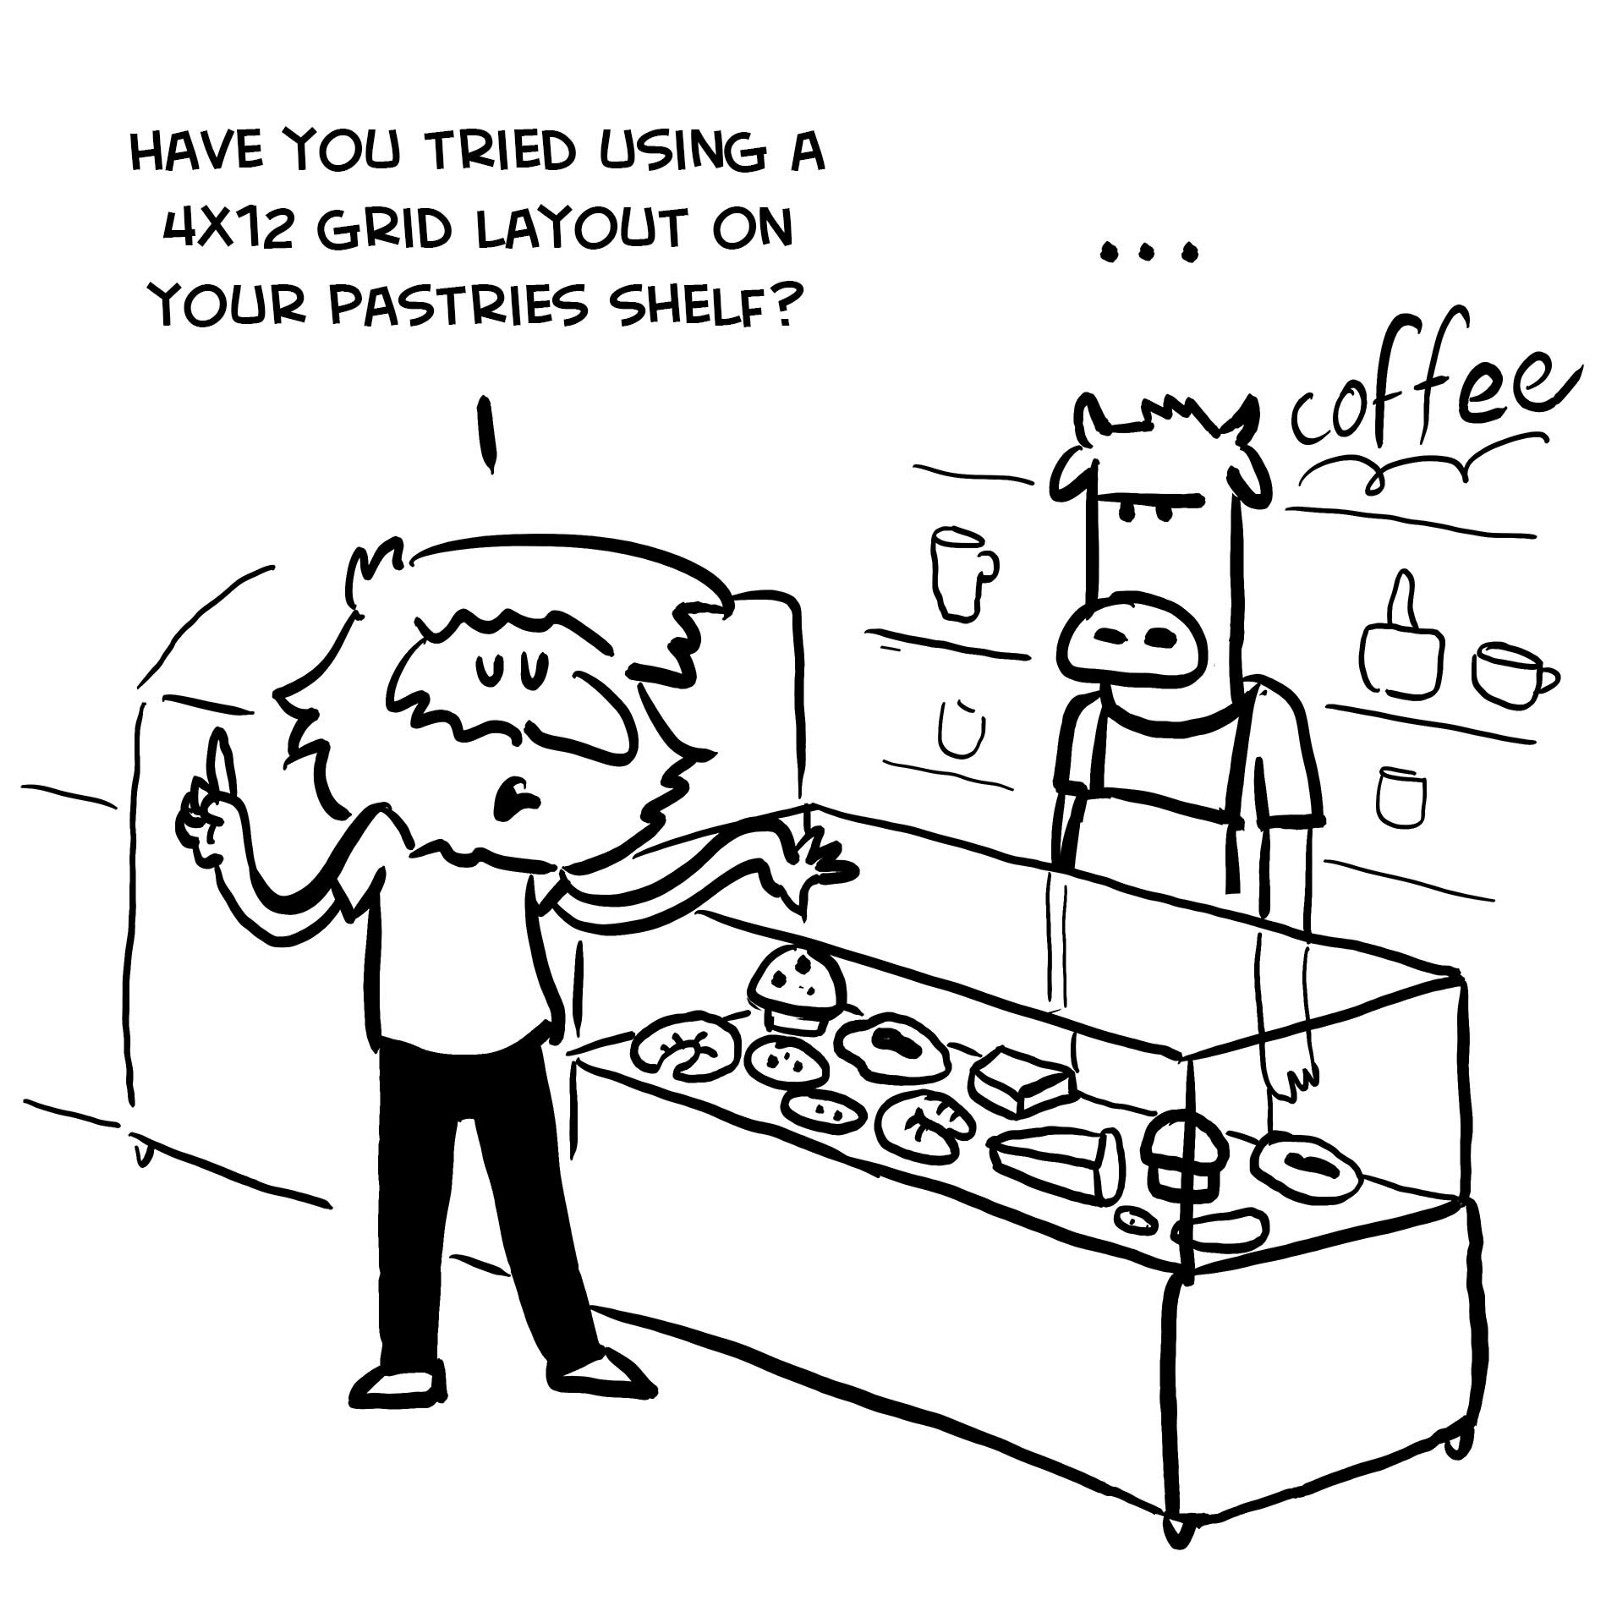 HAVE YOU TRIED USING A
4X12 GRID LAYOUT ON
YOUR PASTRIES SHELF?
...
coffee